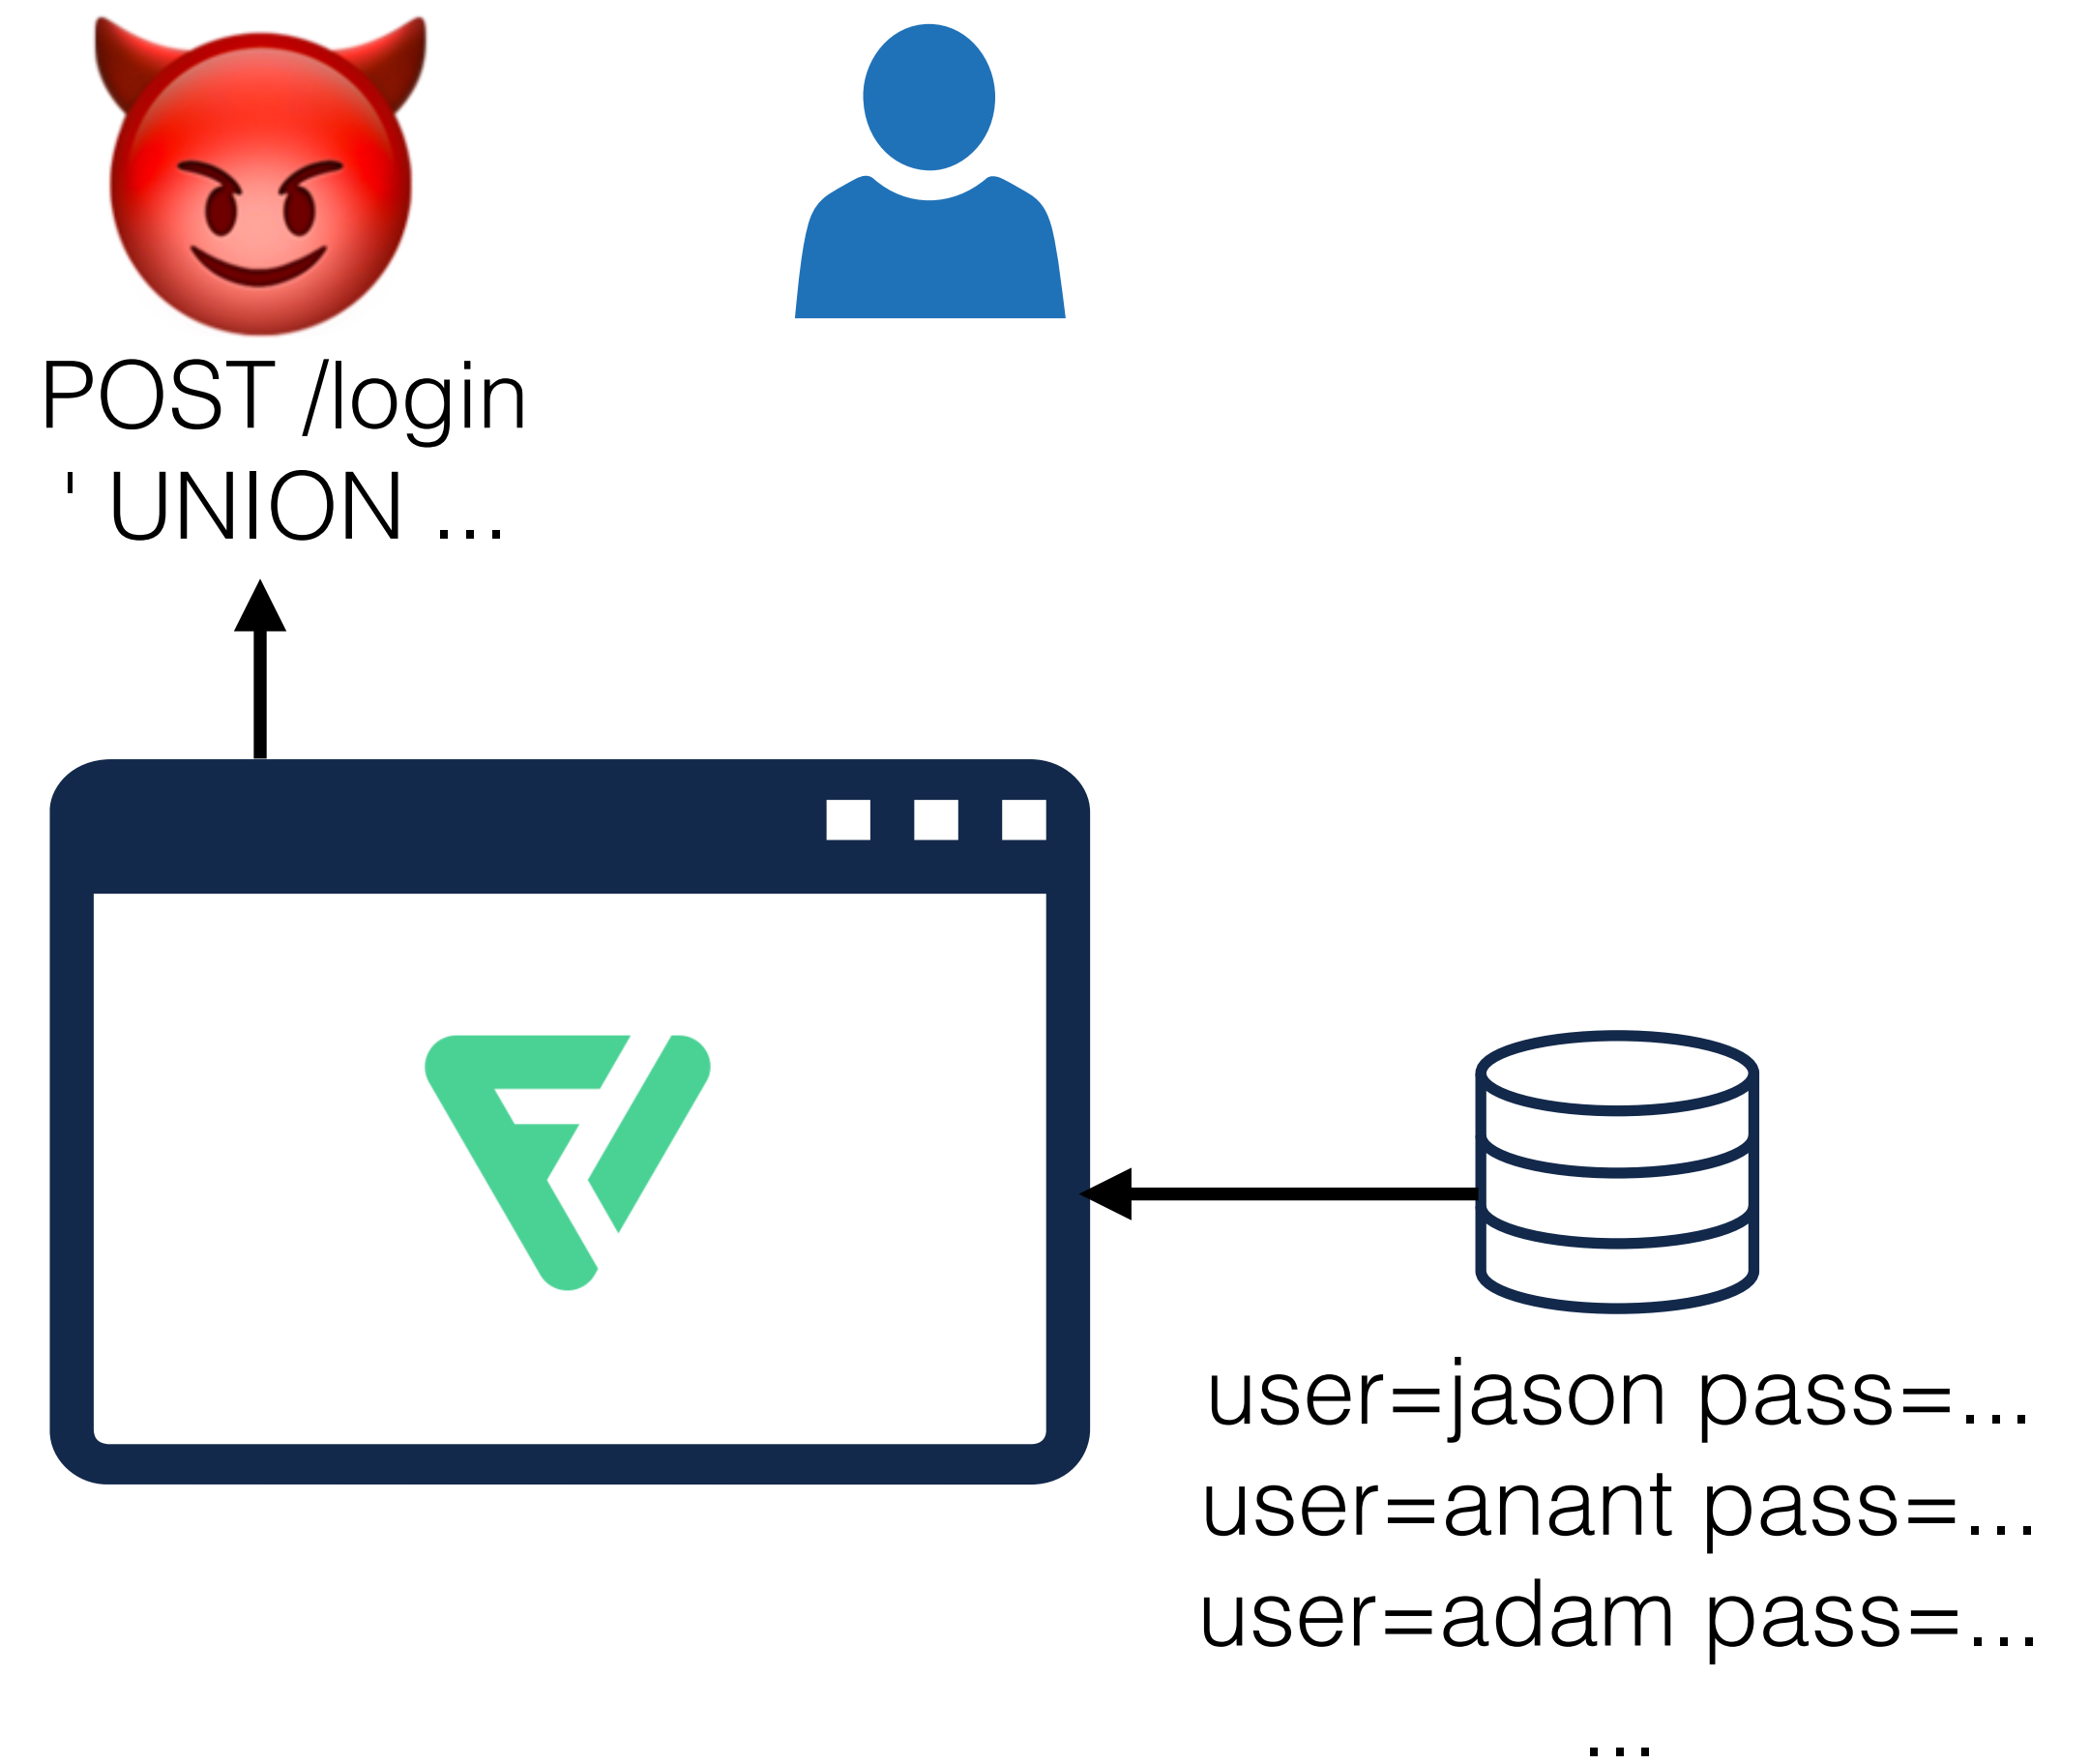 POST /login
' UNION ...
user=jason pass=...
user=anant pass=...
user=adam pass=...
...